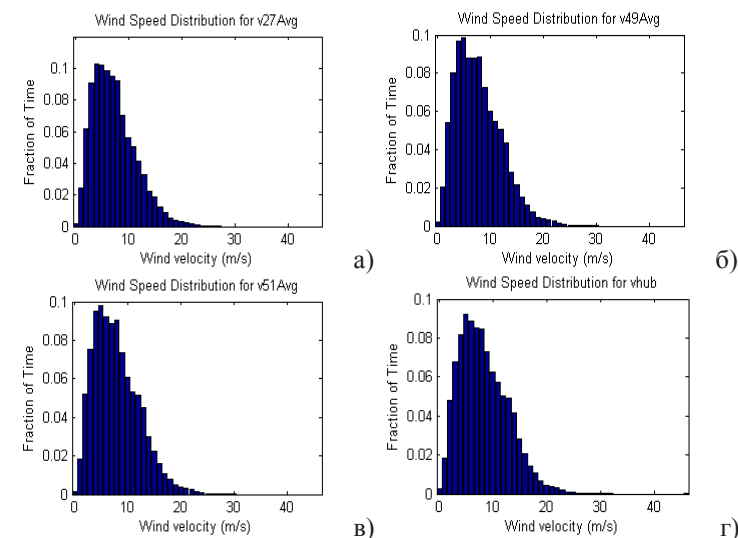 Wind Speed Distribution for v27Avg
0.1
0.08
0.06
0.04
0.02
0
Fraction of Time
0 10 20 30 40
Wind velocity (m/s)
а)
Wind Speed Distribution for v49Avg
0.1
0.08
0.06
0.04
0.02
0
Fraction of Time
0 10 20 30 40
Wind velocity (m/s)
б)
Wind Speed Distribution for v51Avg
0.1
0.08
0.06
0.04
0.02
0
Fraction of Time
0 10 20 30 40
Wind velocity (m/s)
в)
Wind Speed Distribution for vhub
0.1
0.08
0.06
0.04
0.02
0
Fraction of Time
0 10 20 30 40
Wind velocity (m/s)
г)